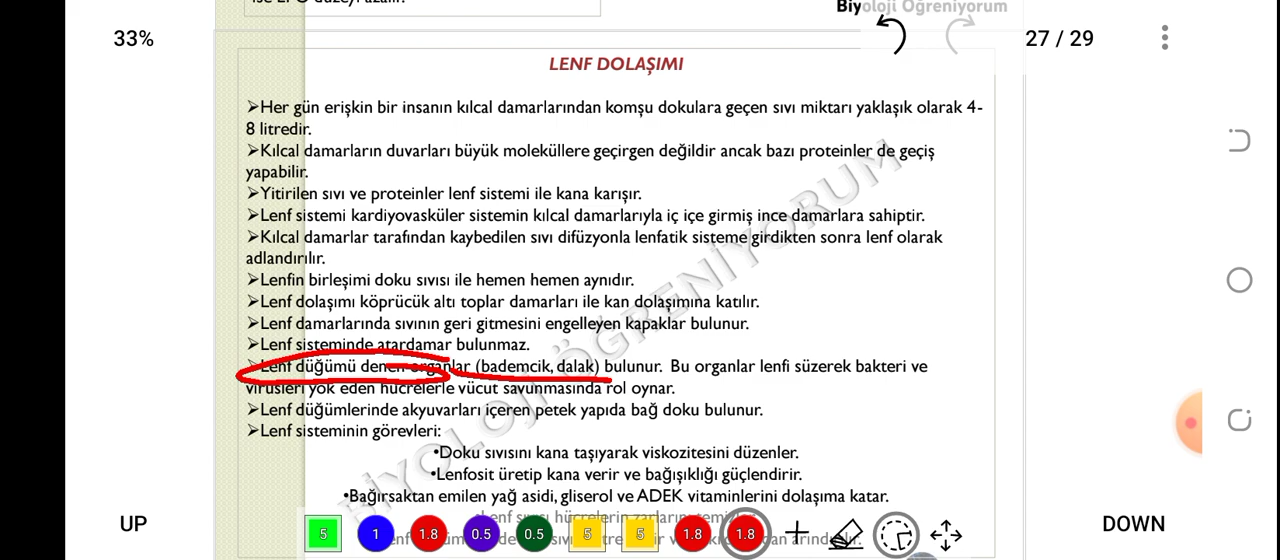 Biyoloji Öğreniyorum
33%
27 / 29
LENF DOLAŞIMI
➢Her gün erişkin bir insanın kılcal damarlarından komşu dokulara geçen sıvı miktarı yaklaşık olarak 4-
8 litredir.
➢Kılcal damarların duvarları büyük moleküllere geçirgen değildir ancak bazı proteinler de geçiş
yapabilir.
➢Yitirilen sıvı ve proteinler lenf sistemi ile kana karışır.
➢Lenf sistemi kardiyovasküler sistemin kılcal damarlarıyla iç içe girmiş ince damarlara sahiptir.
➢Kılcal damarlar tarafından kaybedilen sıvı difüzyonla lenfatik sisteme girdikten sonra lenf olarak
adlandırılır.
➢Lenfin birleşimi doku sıvısı ile hemen hemen aynıdır.
➢Lenf dolaşımı köprücük altı toplar damarları ile kan dolaşımına katılır.
➢Lenf damarlarında sıvının geri gitmesini engelleyen kapaklar bulunur.
➢Lenf sisteminde atardamar bulunmaz.
➢Lenf düğümü denen organlar (bademcik, dalak) bulunur. Bu organlar lenfi süzerek bakteri ve
virüsleri yok eden hücrelerle vücut savunmasında rol oynar.
➢Lenf düğümlerinde akyuvarları içeren petek yapıda bağ doku bulunur.
➢Lenf sisteminin görevleri:
•Doku sıvısını kana taşıyarak viskozitesini düzenler.
•Lenfosit üretip kana verir ve bağışıklığı güçlendirir.
•Bağırsaktan emilen yağ asidi, gliserol ve ADEK vitaminlerini dolaşıma katar.
•Lenf sıvısı hücrelerin zarlarını
BİYOLOJİ ÖĞRENİYORUM
UP
5 1 1.8 0.5 0.5 5 5 1.8 1.8
DOWN